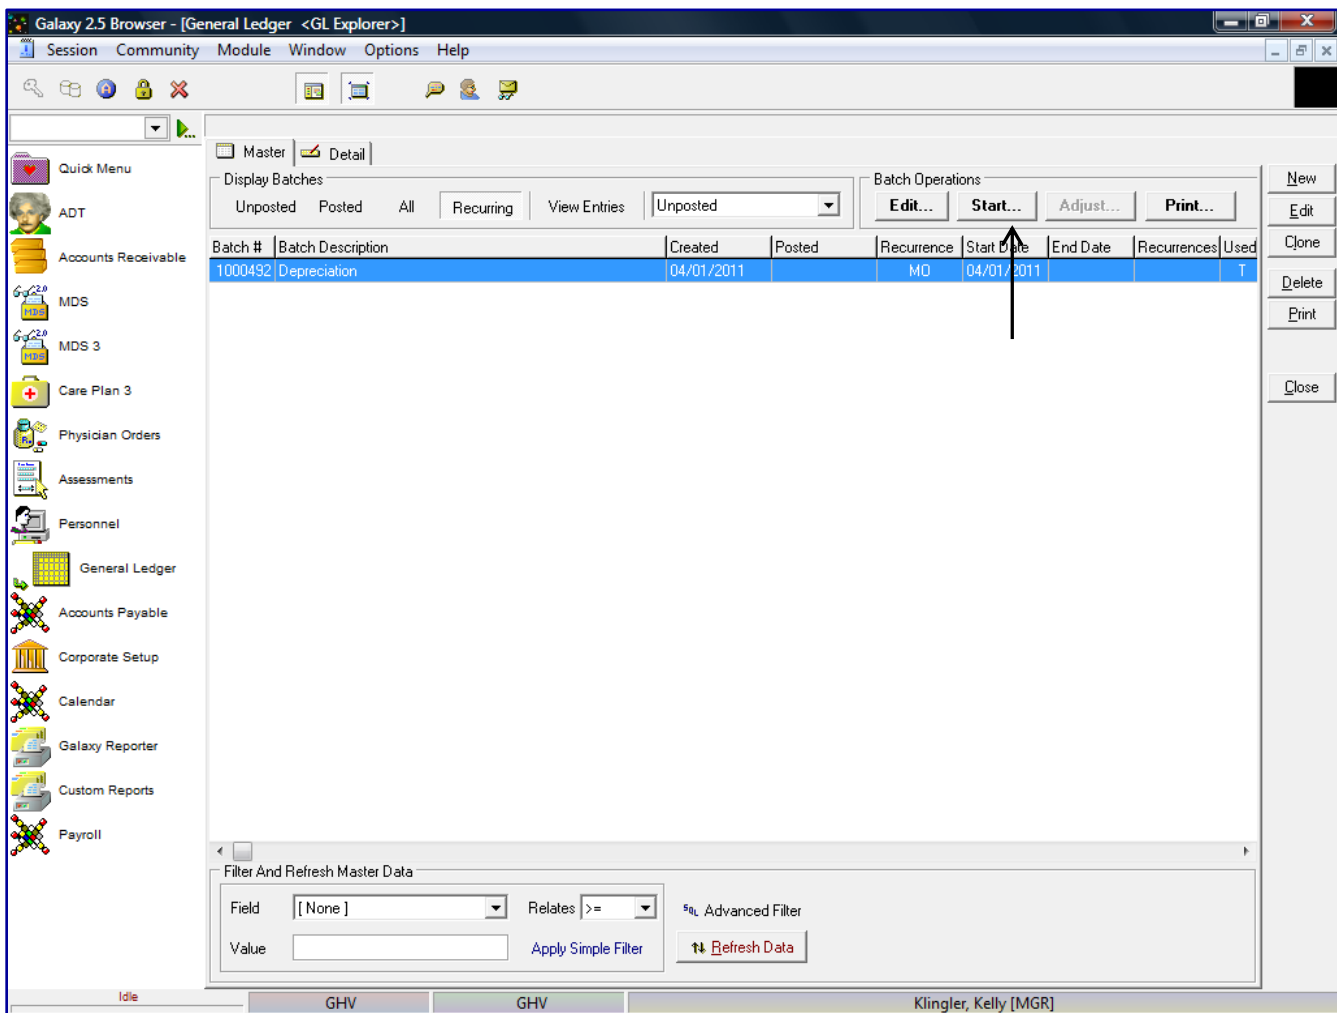 Galaxy 2.5 Browser - [General Ledger <GL Explorer>]
Session Community Module Window Options Help
Master Detail
Quick Menu
ADT
Accounts Receivable
MDS
MDS 3
Care Plan 3
Physician Orders
Assessments
Personnel
General Ledger
Accounts Payable
Corporate Setup
Calendar
Galaxy Reporter
Custom Reports
Payroll
Display Batches
Unposted Posted All Recurring View Entries Unposted
Batch Operations
Edit... Start... Adjust... Print...
Batch # Batch Description Created Posted Recurrence Start Date End Date Recurrences Used
1000492 Depreciation 04/01/2011 MO 04/01/2011 T
New
Edit
Clone
Delete
Print
Close
Filter And Refresh Master Data
Field [ None ] Relates >= SQL Advanced Filter
Value Apply Simple Filter Refresh Data
Idle GHV GHV Klingler, Kelly [MGR]